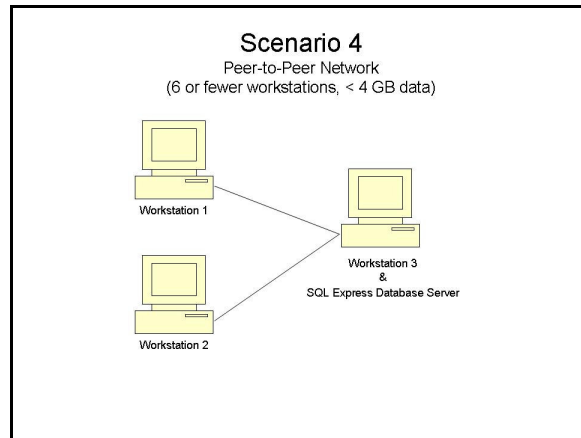 Scenario 4
Peer-to-Peer Network
(6 or fewer workstations, < 4 GB data)
Workstation 1
Workstation 3
&
SQL Express Database Server
Workstation 2